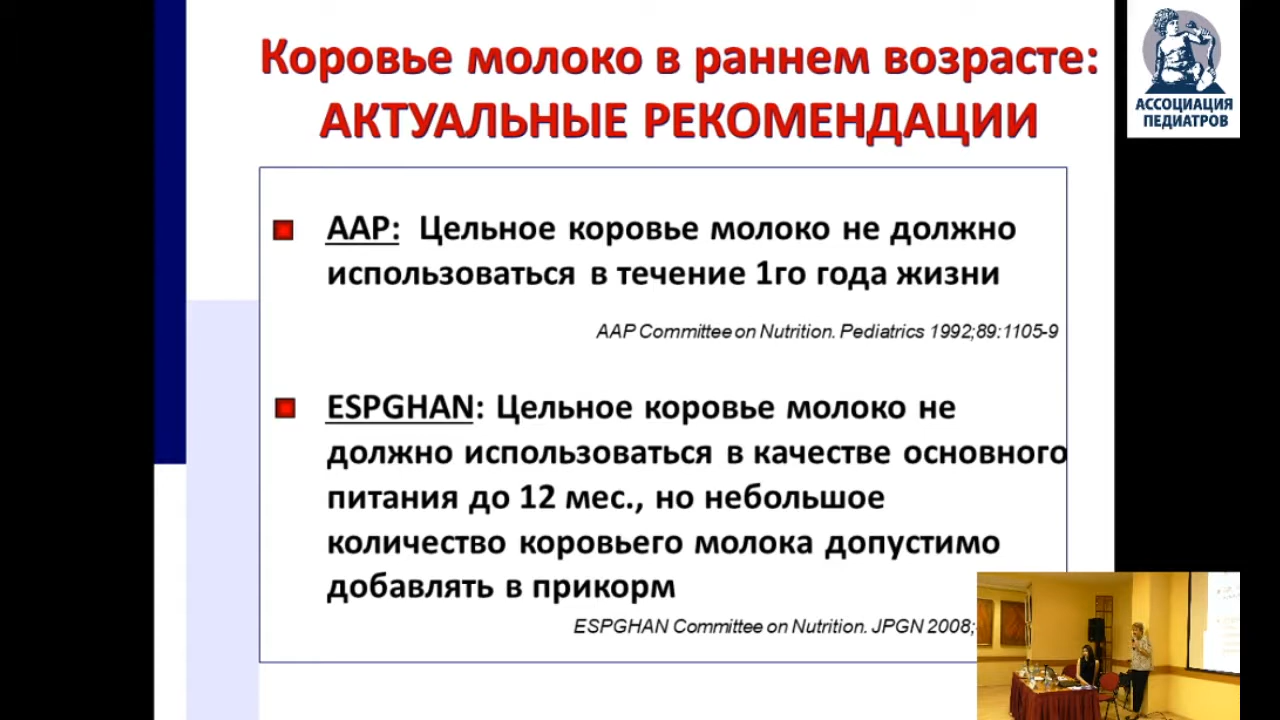 Коровье молоко в раннем возрасте:
АКТУАЛЬНЫЕ РЕКОМЕНДАЦИИ
АССОЦИАЦИЯ
ПЕДИАТРОВ
AAP: Цельное коровье молоко не должно
использоваться в течение 1го года жизни
AAP Committee on Nutrition. Pediatrics 1992;89:1105-9
ESPGHAN: Цельное коровье молоко не
должно использоваться в качестве основного
питания до 12 мес., но небольшое
количество коровьего молока допустимо
добавлять в прикорм
ESPGHAN Committee on Nutrition. JPGN 2008;